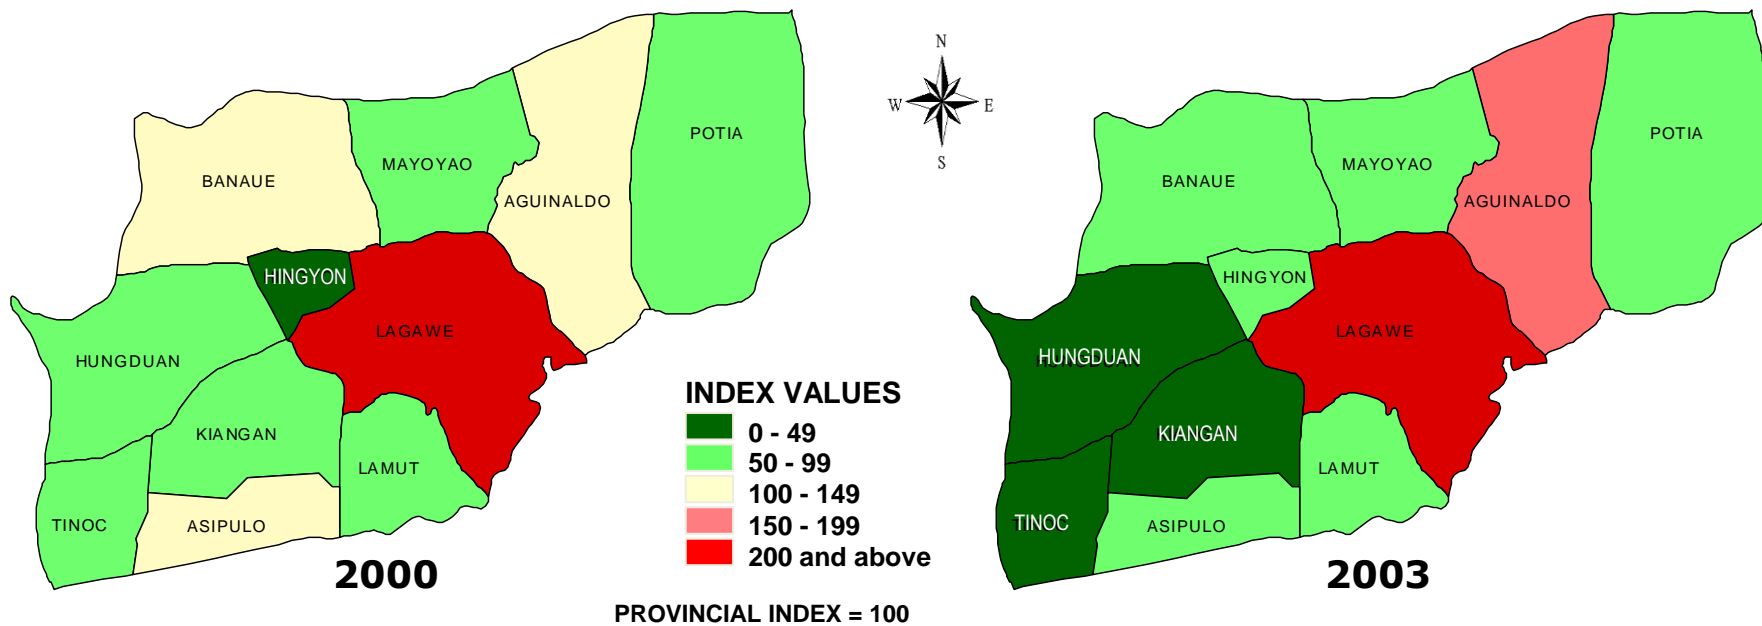 POTIA
MAYOYAO
BANAUE
AGUINALDO
HINGYON
LAGAWE
HUNGDUAN
KIANGAN
LAMUT
TINOC
ASIPULO
2000
N
W E
S
INDEX VALUES
0 - 49
50 - 99
100 - 149
150 - 199
200 and above
PROVINCIAL INDEX = 100
POTIA
MAYOYAO
BANAUE
AGUINALDO
HINGYON
LAGAWE
HUNGDUAN
KIANGAN
LAMUT
TINOC
ASIPULO
2003